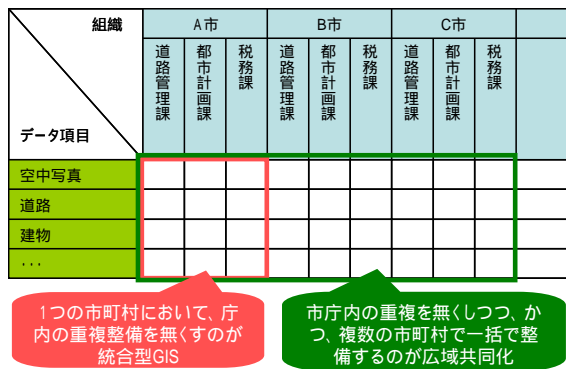 組織
A市
B市
C市
道路管理課
都市計画課
税務課
道路管理課
都市計画課
税務課
道路管理課
都市計画課
税務課
データ項目
空中写真
道路
建物
...
1つの市町村において、庁
内の重複整備を無くすのが
統合型GIS
市庁内の重複を無くしつつ、か
つ、複数の市町村で一括で整
備するのが広域共同化